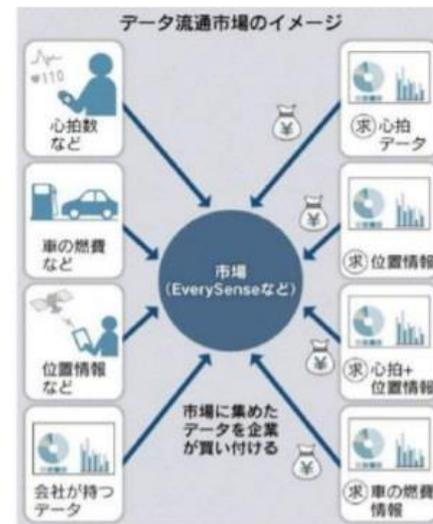 データ流通市場のイメージ
♥110
心拍数
など
車の燃費
など
位置情報
など
会社が持つ
データ
市場
(EverySenseなど)
市場に集めた
データを企業
が買い付ける
¥
¥
¥
¥
求 心拍
データ
求 位置情報
求 心拍+
位置情報
求 車の燃費
情報